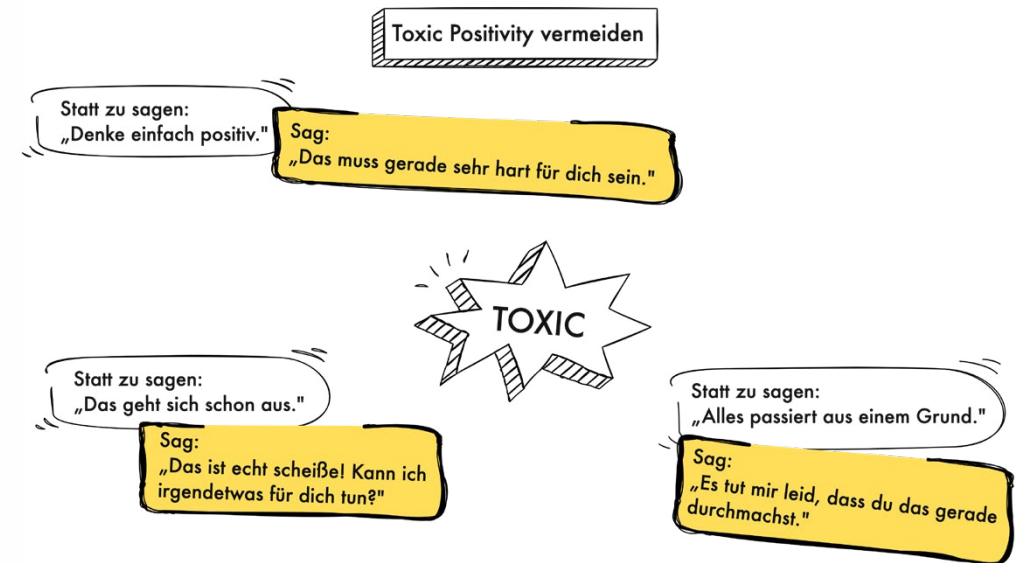 Toxic Positivity vermeiden
Statt zu sagen:
„Denke einfach positiv."
Sag:
„Das muss gerade sehr hart für dich sein."
TOXIC
Statt zu sagen:
„Das geht sich schon aus."
Sag:
„Das ist echt scheiße! Kann ich
irgendetwas für dich tun?"
Statt zu sagen:
„Alles passiert aus einem Grund."
Sag:
„Es tut mir leid, dass du das gerade
durchmachst."